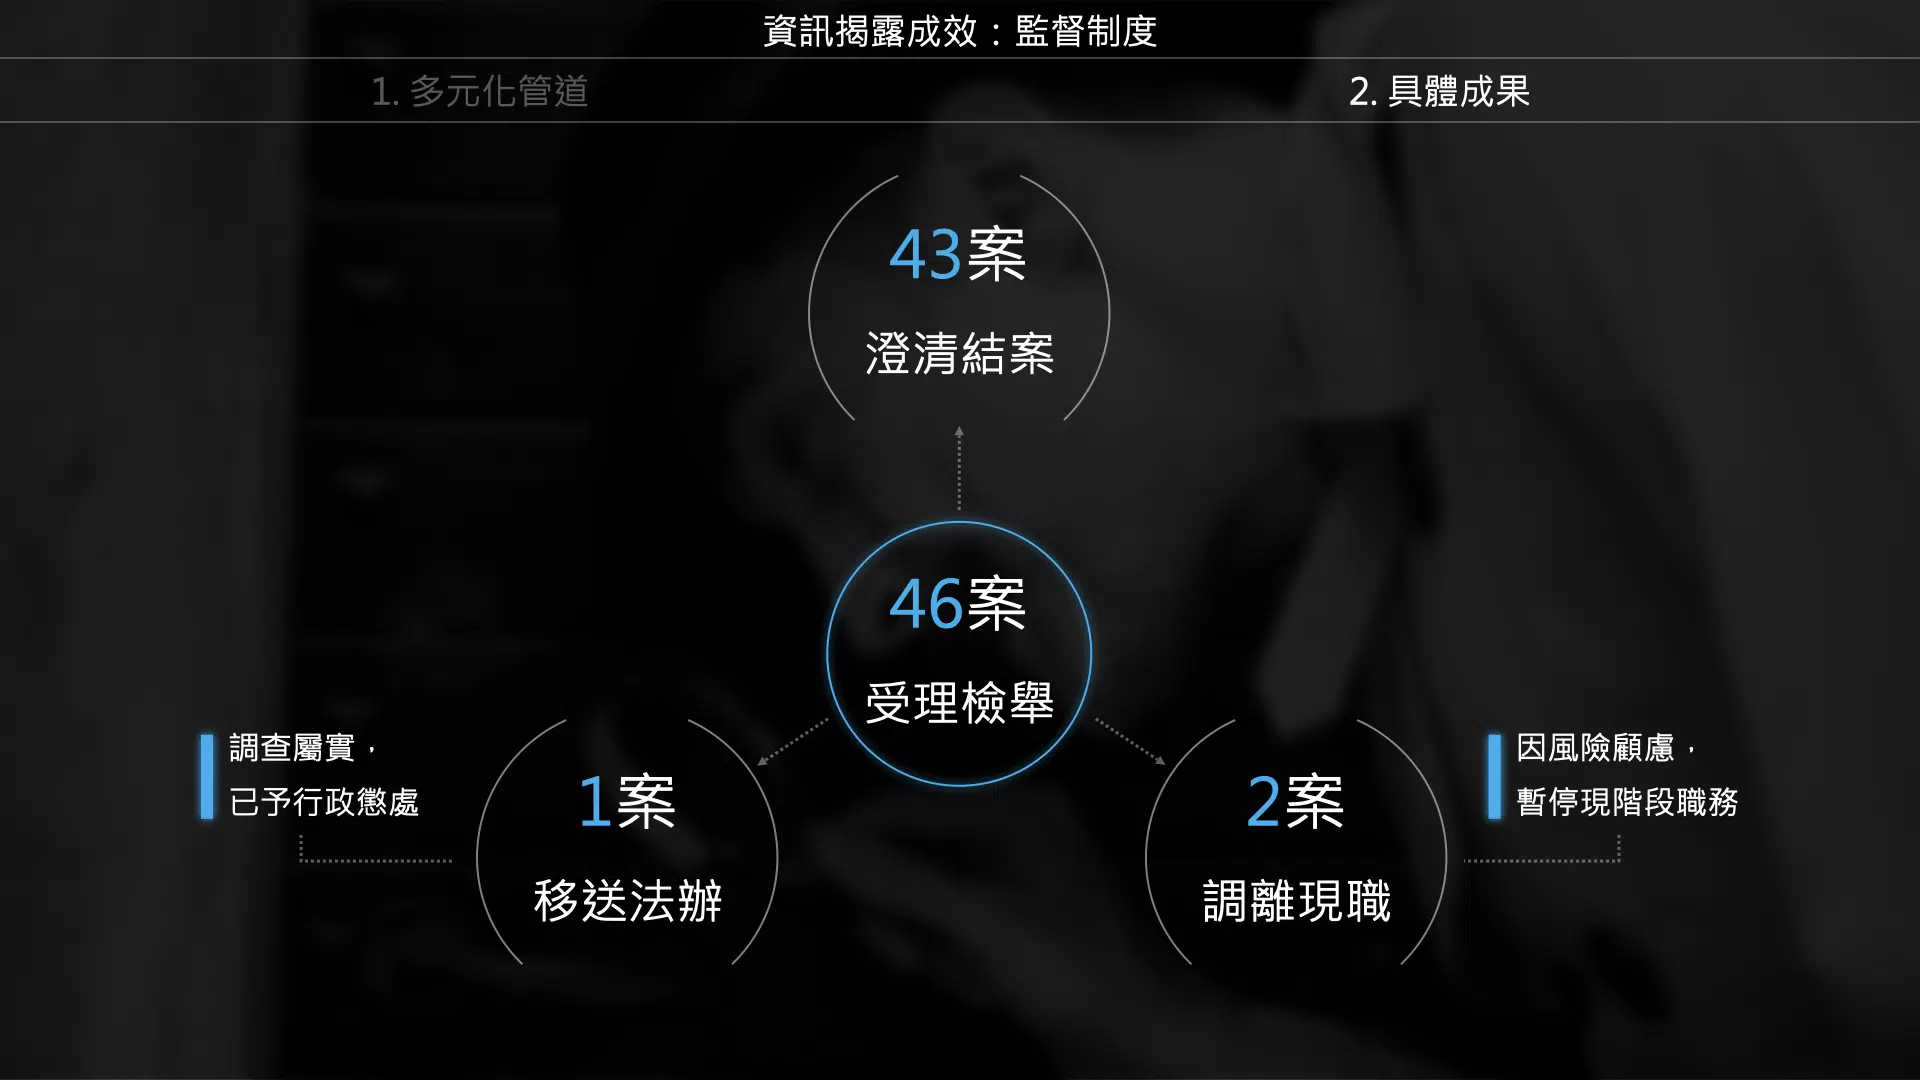 資訊揭露成效：監督制度
1. 多元化管道
2. 具體成果
43案
澄清結案
46案
受理檢舉
調查屬實，
已予行政懲處
1案
移送法辦
2案
調離現職
因風險顧慮，
暫停現階段職務